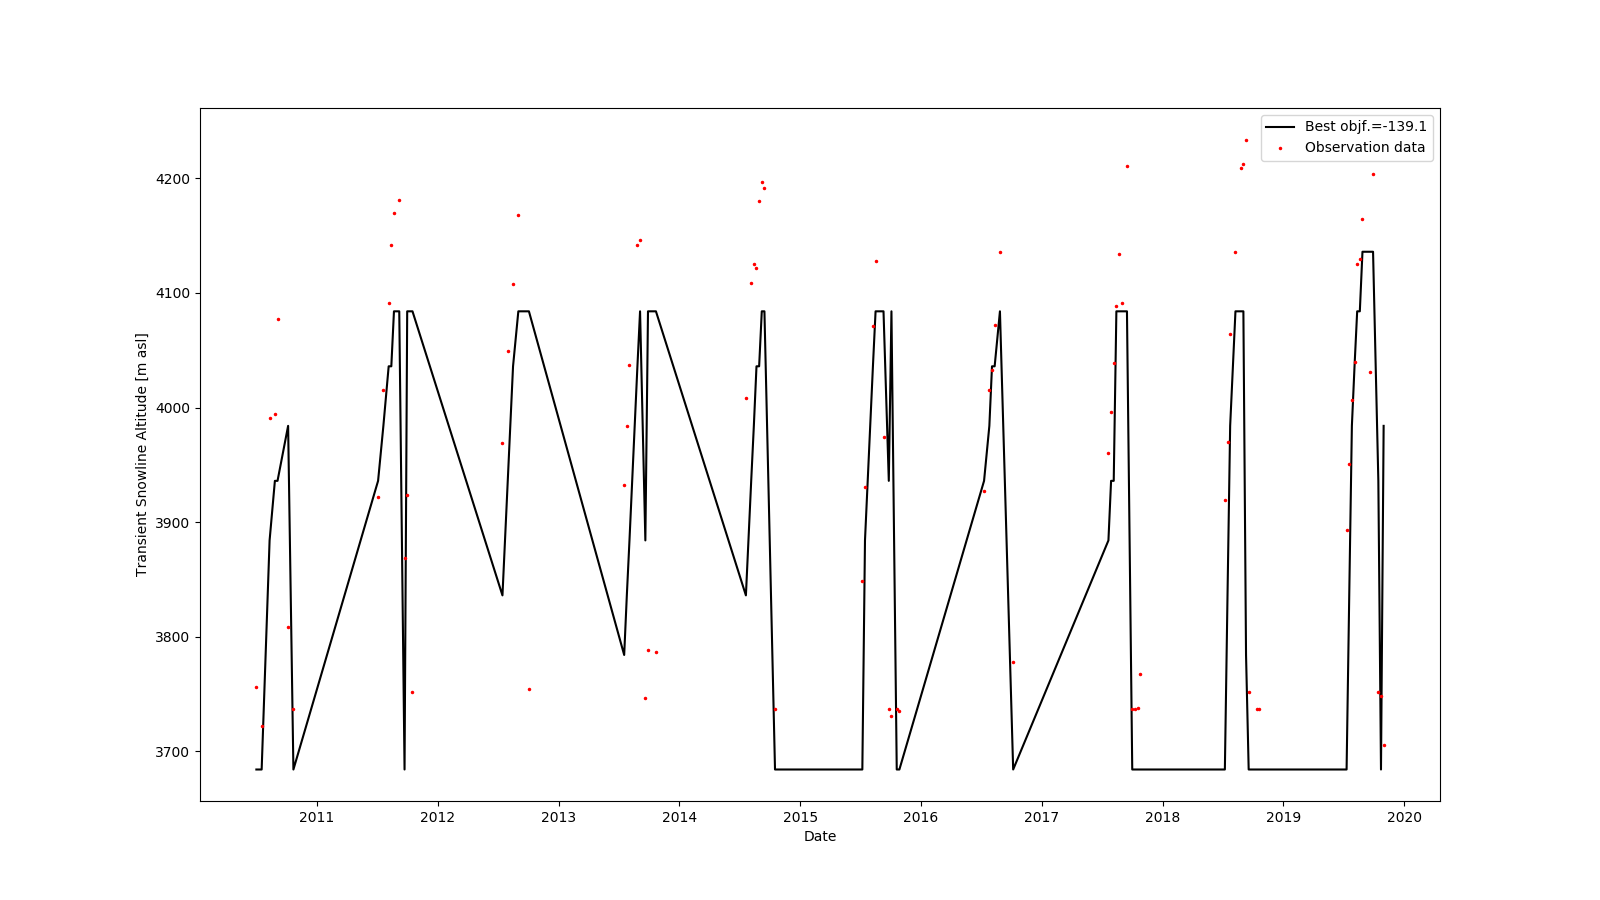 Best objf.=-139.1
Observation data
Transient Snowline Altitude [m asl]
4200
4100
4000
3900
3800
3700
2011 2012 2013 2014 2015 2016 2017 2018 2019 2020
Date